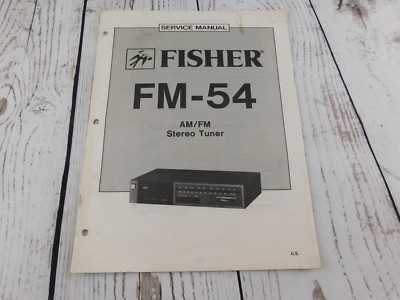 SERVICE MANUAL
FISHER®
FM-54
AM/FM
Stereo Tuner
U.S.